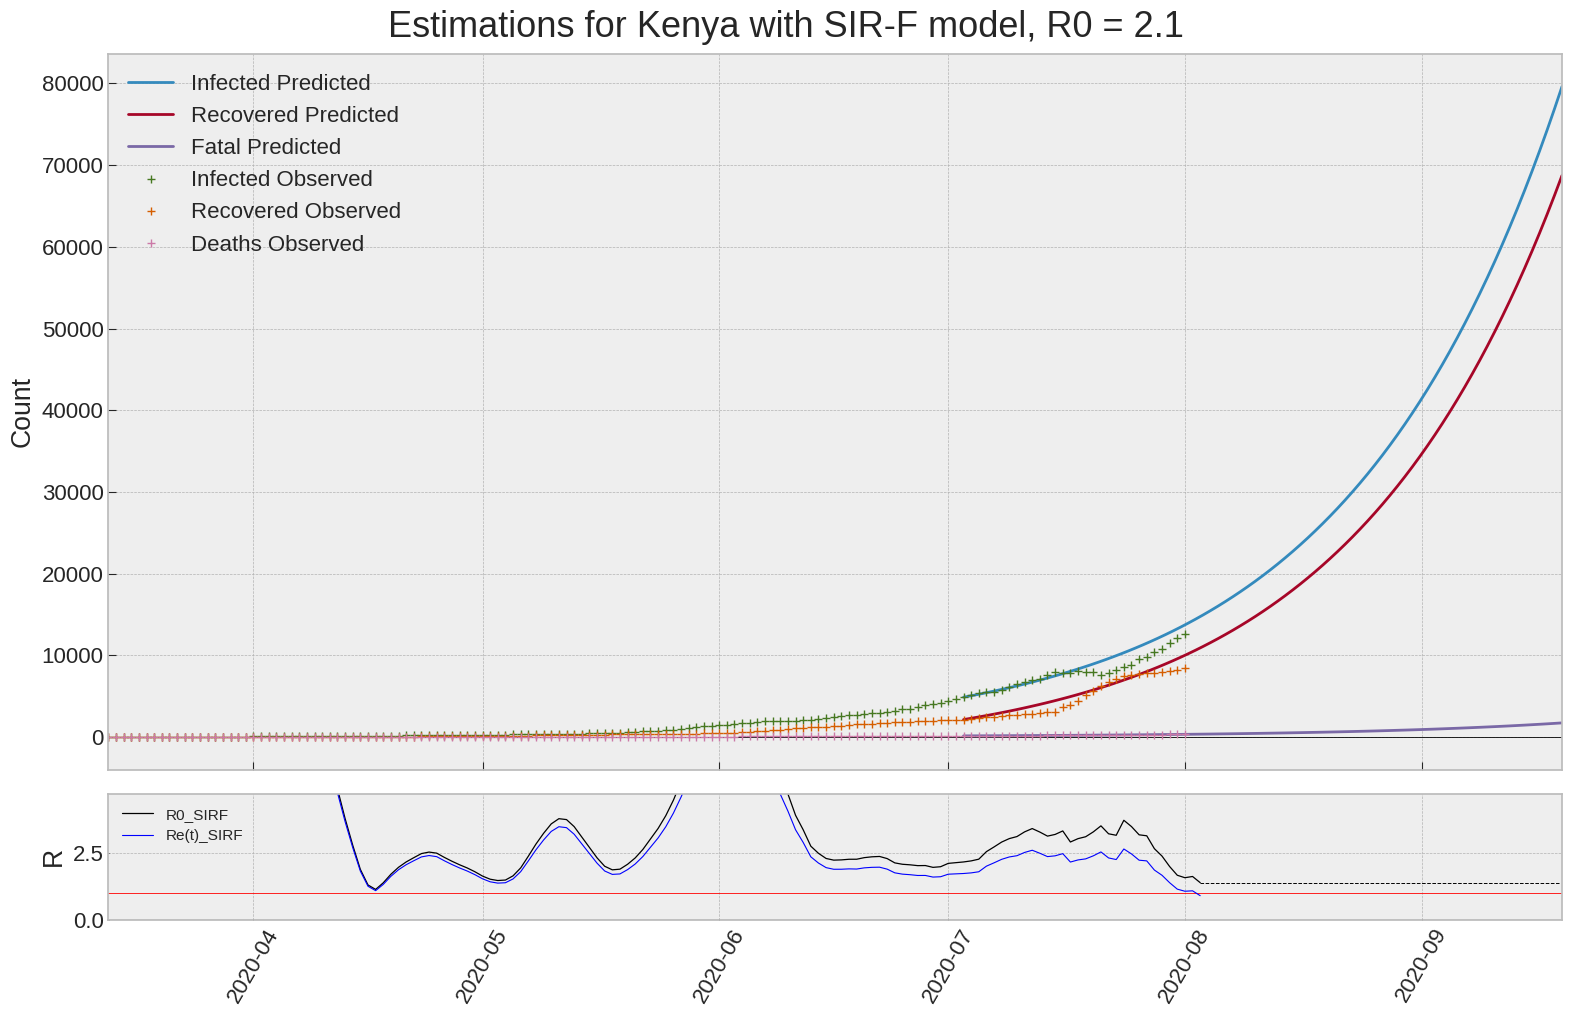 Estimations for Kenya with SIR-F model, R0 = 2.1
Infected Predicted
Recovered Predicted
Fatal Predicted
Infected Observed
Recovered Observed
Deaths Observed
80000
70000
60000
50000
40000
30000
20000
10000
0
Count
R0_SIRF
Re(t)_SIRF
2.5
0.0
R
2020-04
2020-05
2020-06
2020-07
2020-08
2020-09